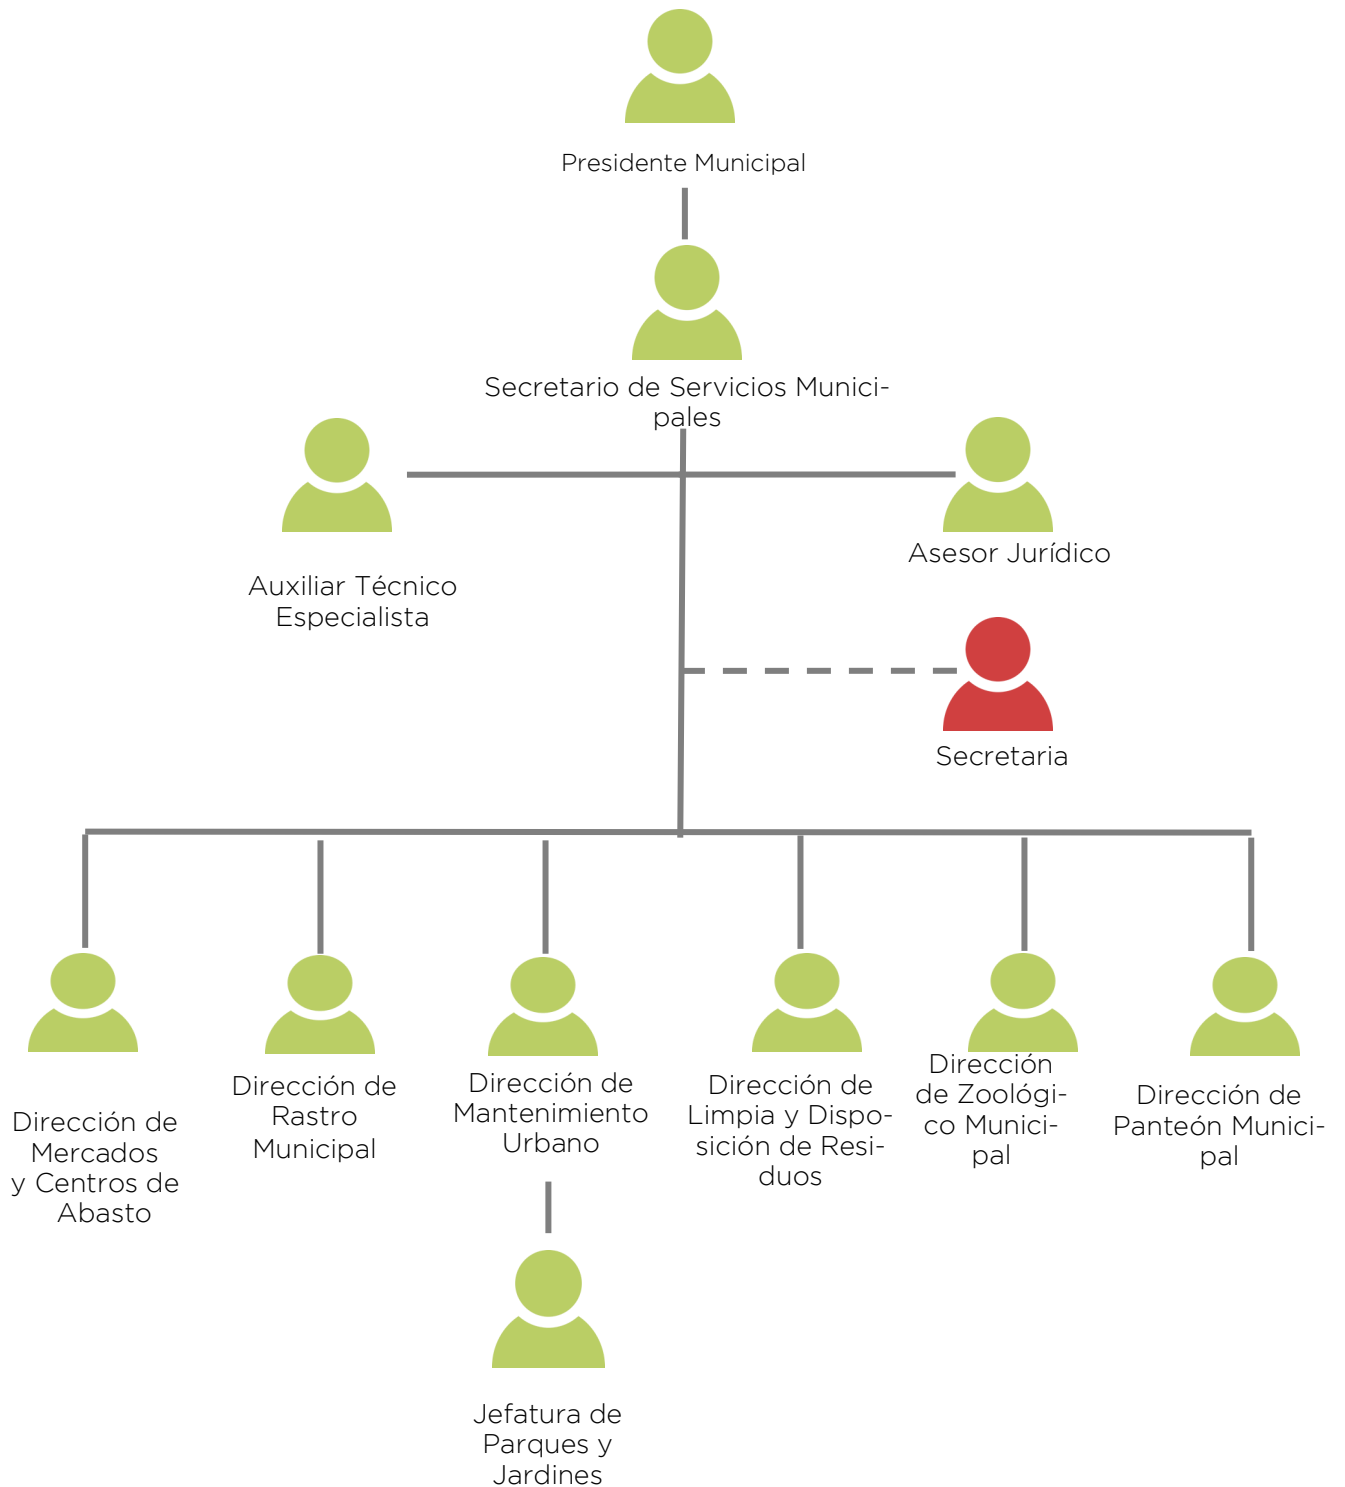 Presidente Municipal
Secretario de Servicios Munici-
pales
Auxiliar Técnico
Especialista
Asesor Jurídico
Secretaria
Dirección de
Mercados
y Centros de
Abasto
Dirección de
Rastro
Municipal
Dirección de
Mantenimiento
Urbano
Dirección de
Limpia y Dispo-
sición de Resi-
duos
Dirección
de Zoológi-
co Munici-
pal
Dirección de
Panteón Munici-
pal
Jefatura de
Parques y
Jardines